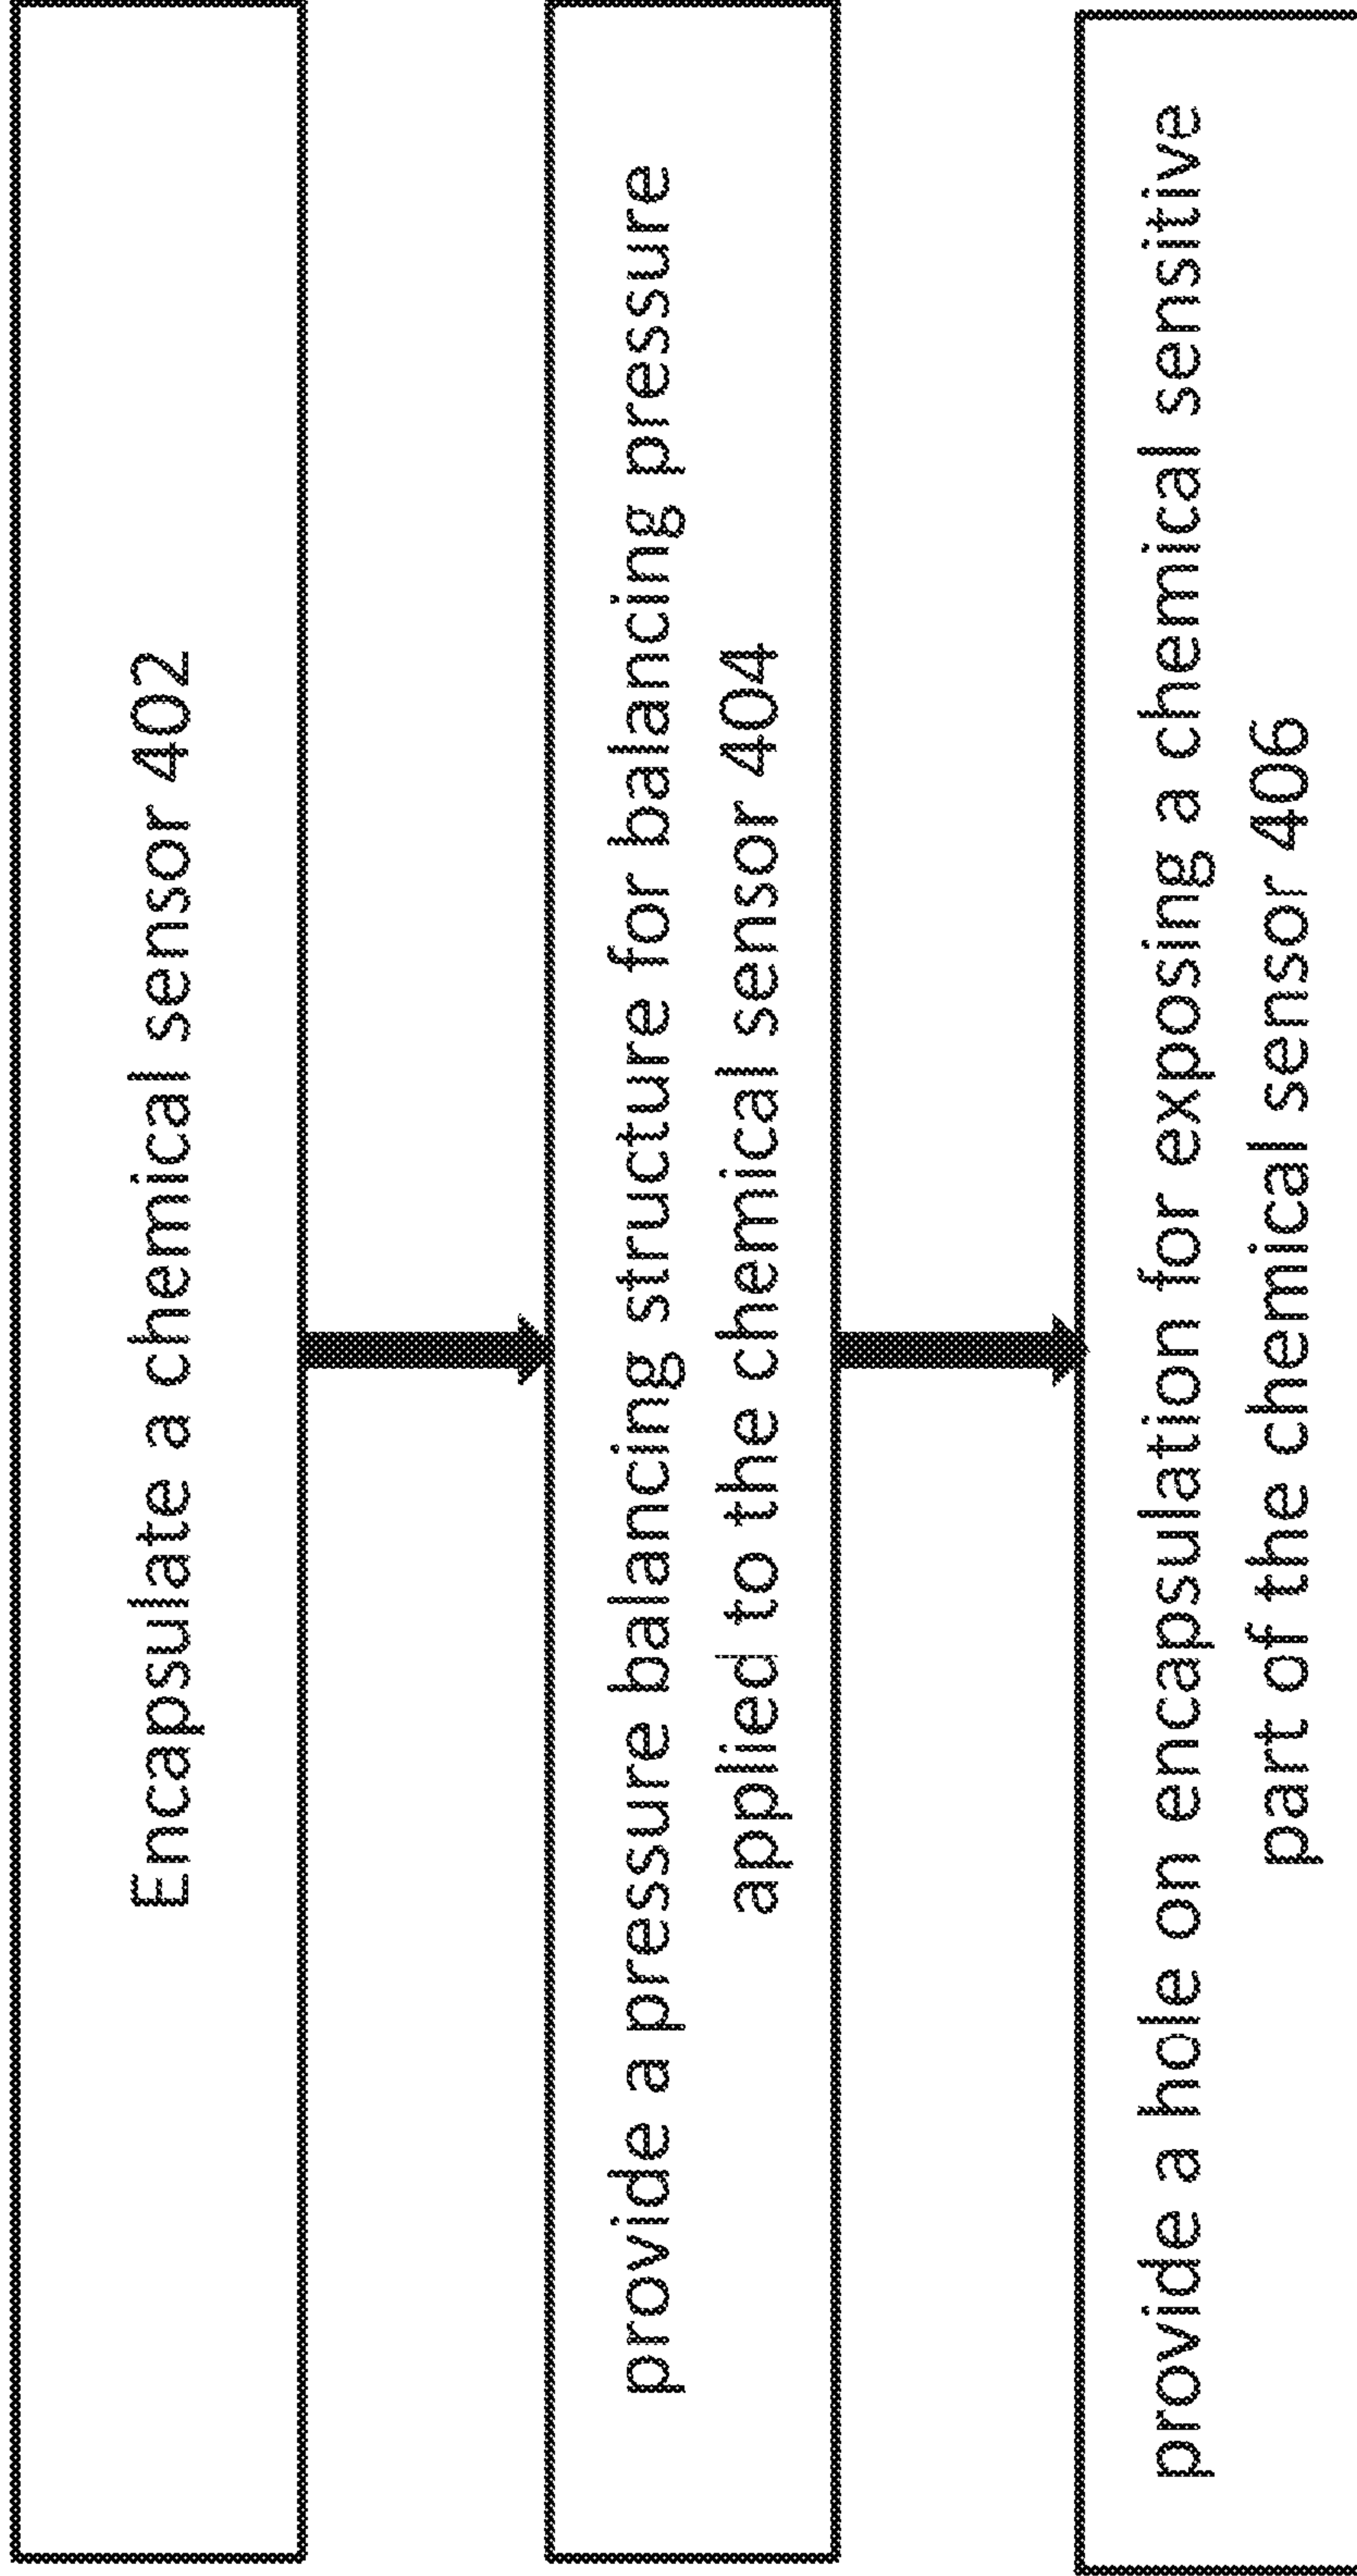 Encapsulate a chemical sensor 402
provide a pressure balancing structure for balancing pressure
applied to the chemical sensor 404
provide a hole on encapsulation for exposing a chemical sensitive
part of the chemical sensor 406